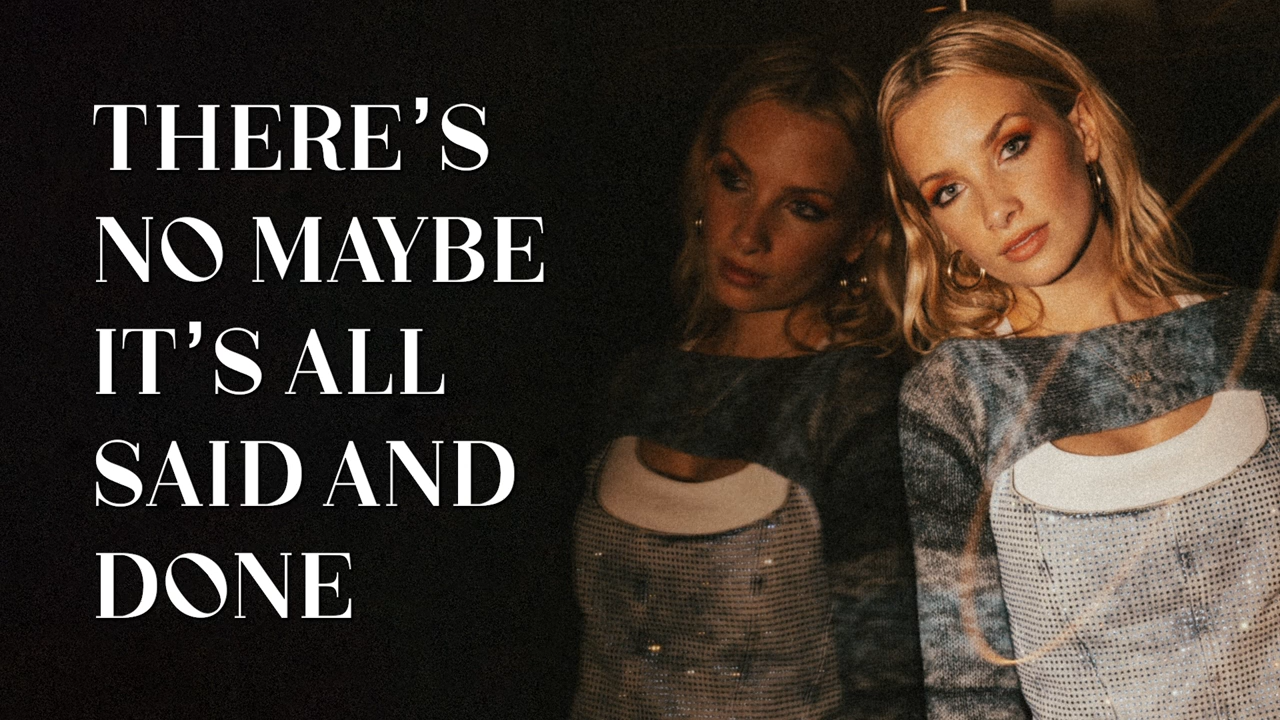 THERE’S
NO MAYBE
IT’S ALL
SAID AND
DONE